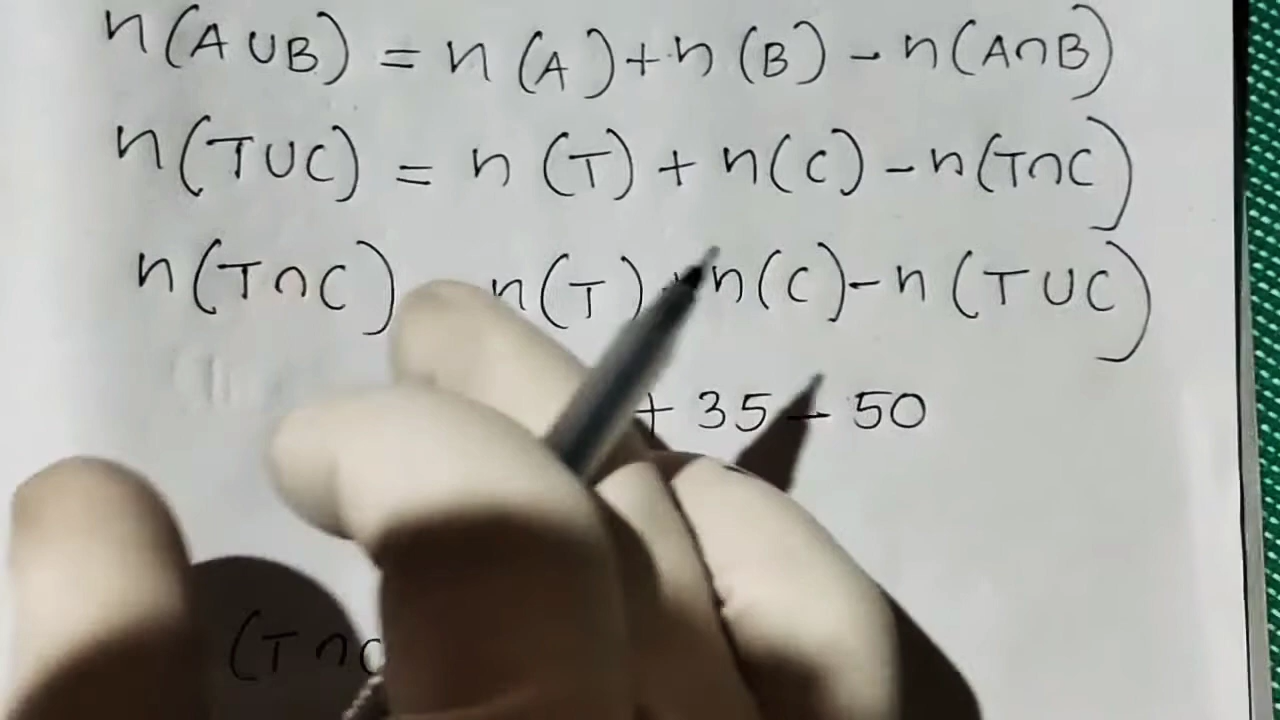 n(A∪B) = n(A)+n(B) - n(A∩B)
n(T∪C) = n(T) + n(C) - n(T∩C)
n(T∩C) n(T) n(C) - n(T∪C)
+ 35 - 50
(T∩C